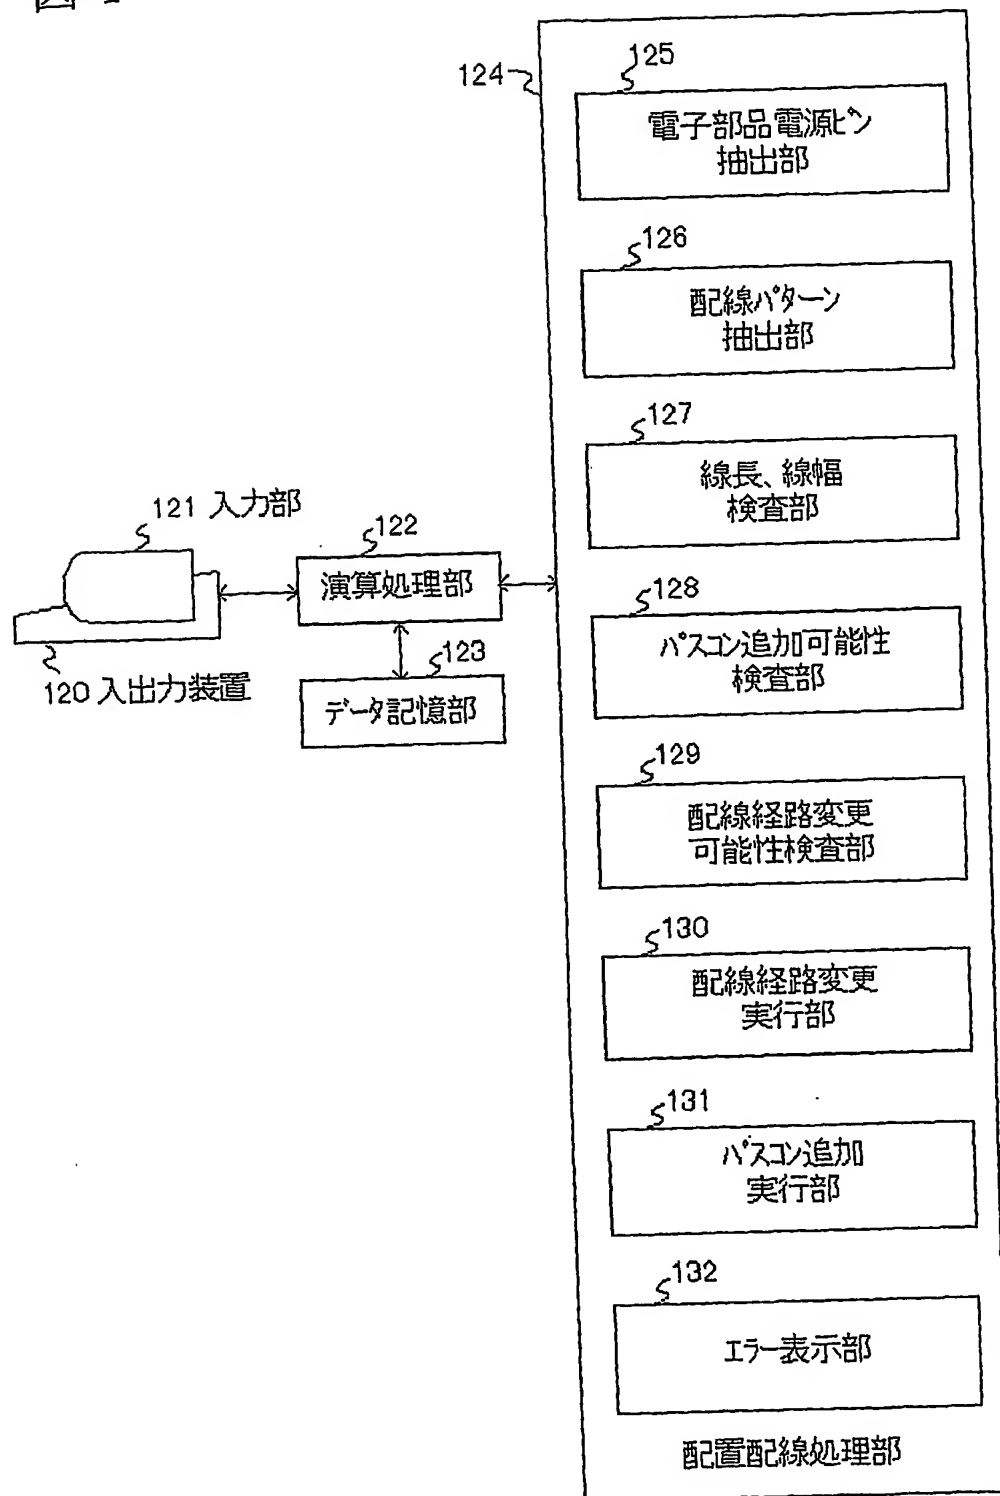 124
125
電子部品電源ピン
抽出部
126
配線パターン
抽出部
127
線長、線幅
検査部
121 入力部
122
演算処理部
128
パスコン追加可能性
検査部
123
データ記憶部
120 入出力装置
129
配線経路変更
可能性検査部
130
配線経路変更
実行部
131
パスコン追加
実行部
132
エラー表示部
配置配線処理部